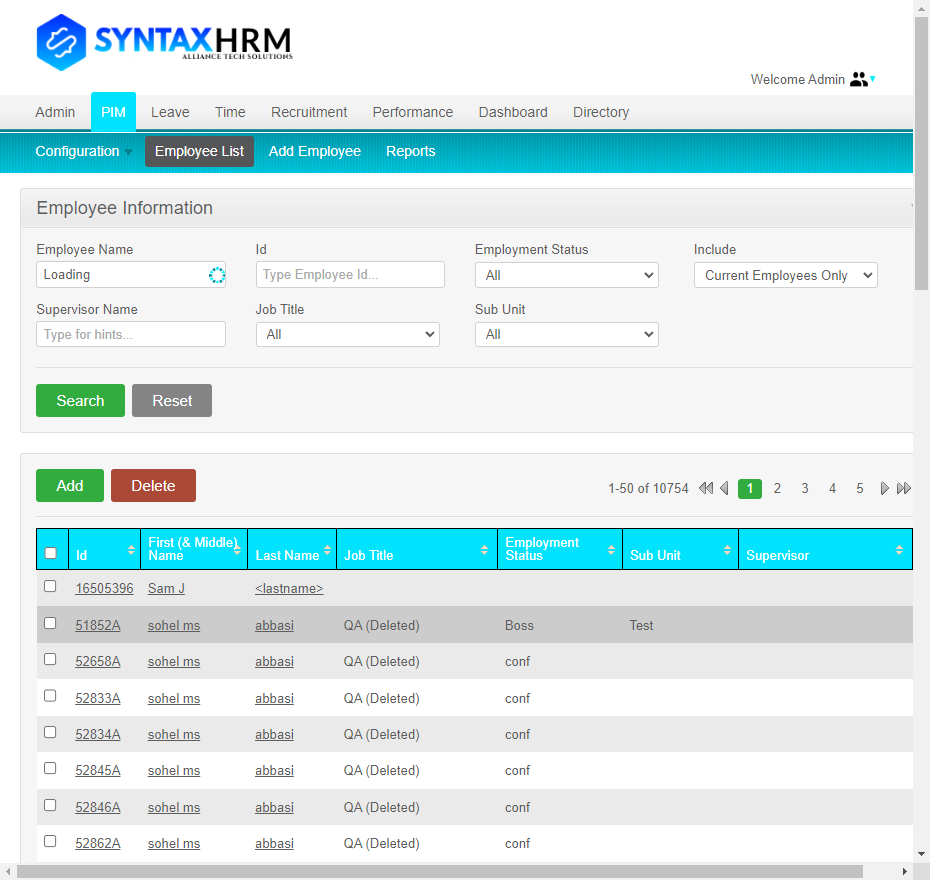 SYNTAXHRM
ALLIANCE TECH SOLUTIONS
Welcome Admin
Admin PIM Leave Time Recruitment Performance Dashboard Directory
Configuration Employee List Add Employee Reports
Employee Information
Employee Name Id Employment Status Include
Loading Type Employee Id... All Current Employees Only
Supervisor Name Job Title Sub Unit
Type for hints... All All
Search Reset
Add Delete 1-50 of 10754 1 2 3 4 5
Id First (& Middle) Name Last Name Job Title Employment Status Sub Unit Supervisor
16505396 Sam J <lastname>
51852A sohel ms abbasi QA (Deleted) Boss Test
52658A sohel ms abbasi QA (Deleted) conf
52833A sohel ms abbasi QA (Deleted) conf
52834A sohel ms abbasi QA (Deleted) conf
52845A sohel ms abbasi QA (Deleted) conf
52846A sohel ms abbasi QA (Deleted) conf
52862A sohel ms abbasi QA (Deleted) conf